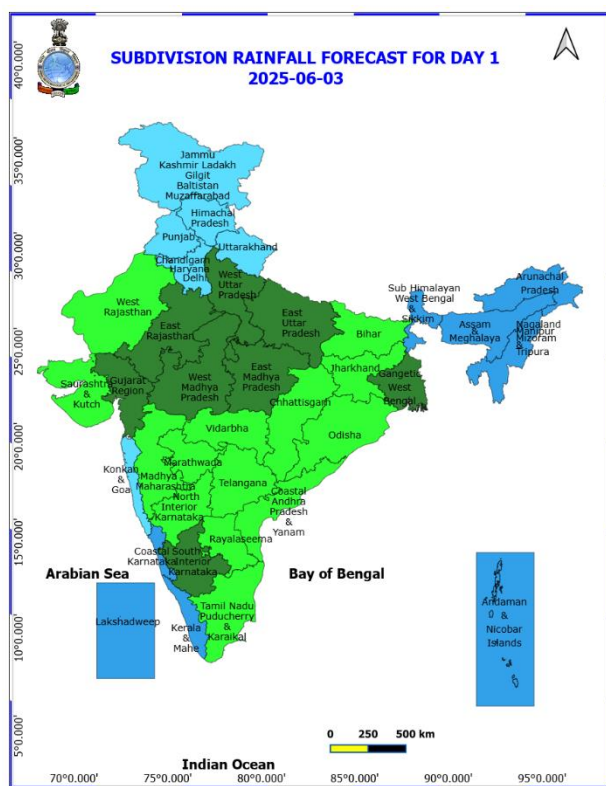 SUBDIVISION RAINFALL FORECAST FOR DAY 1
2025-06-03
40°0.000'
35°0.000'
30°0.000'
25°0.000'
20°0.000'
15°0.000'
10°0.000'
5°0.000'
Jammu
Kashmir Ladakh
Gilgit
Baltistan
Muzaffarabad
Himachal
Pradesh
Punjab
Uttarakhand
Chandigarh
Haryana
Delhi
West
Uttar
Pradesh
Arunachal
Pradesh
Sub Himalayan
West Bengal
&
Sikkim
West
Rajasthan
East
Rajasthan
East
Uttar
Pradesh
Bihar
Assam
&
Meghalaya
Nagaland
Manipur
Mizoram
&
Tripura
Saurashtra
&
Kutch
Gujarat
Region
West
Madhya
Pradesh
East
Madhya
Pradesh
Jharkhand
Gangetic
West
Bengal
Chhattisgarh
Vidarbha
Odisha
Konkan
&
Goa
Madhya
Maharashtra
Marathwada
North
Interior
Karnataka
Telangana
Coastal
Andhra
Pradesh
&
Yanam
Rayalaseema
Coastal
Karnataka
South
Interior
Karnataka
Arabian Sea
Bay of Bengal
Lakshadweep
Kerala
&
Mahe
Tamil Nadu
Puducherry
&
Karaikal
Andaman
&
Nicobar
Islands
0 250 500 km
Indian Ocean
70°0.000' 75°0.000' 80°0.000' 85°0.000' 90°0.000' 95°0.000'